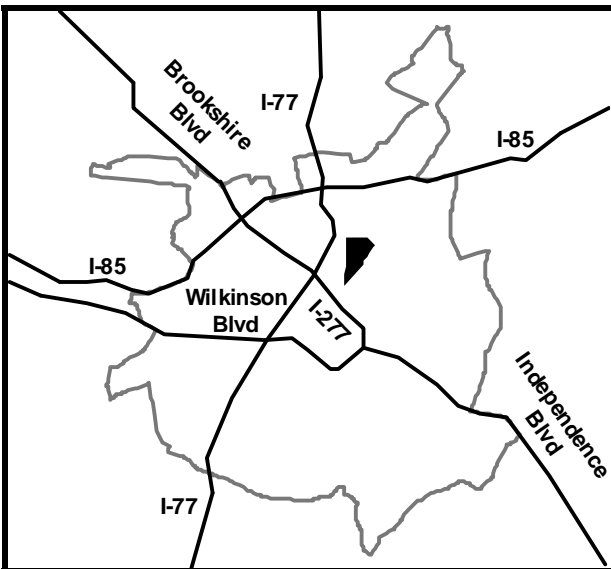 Brookshire
Blvd
I-77
I-85
I-85
Wilkinson
Blvd
I-277
Independence
Blvd
I-77